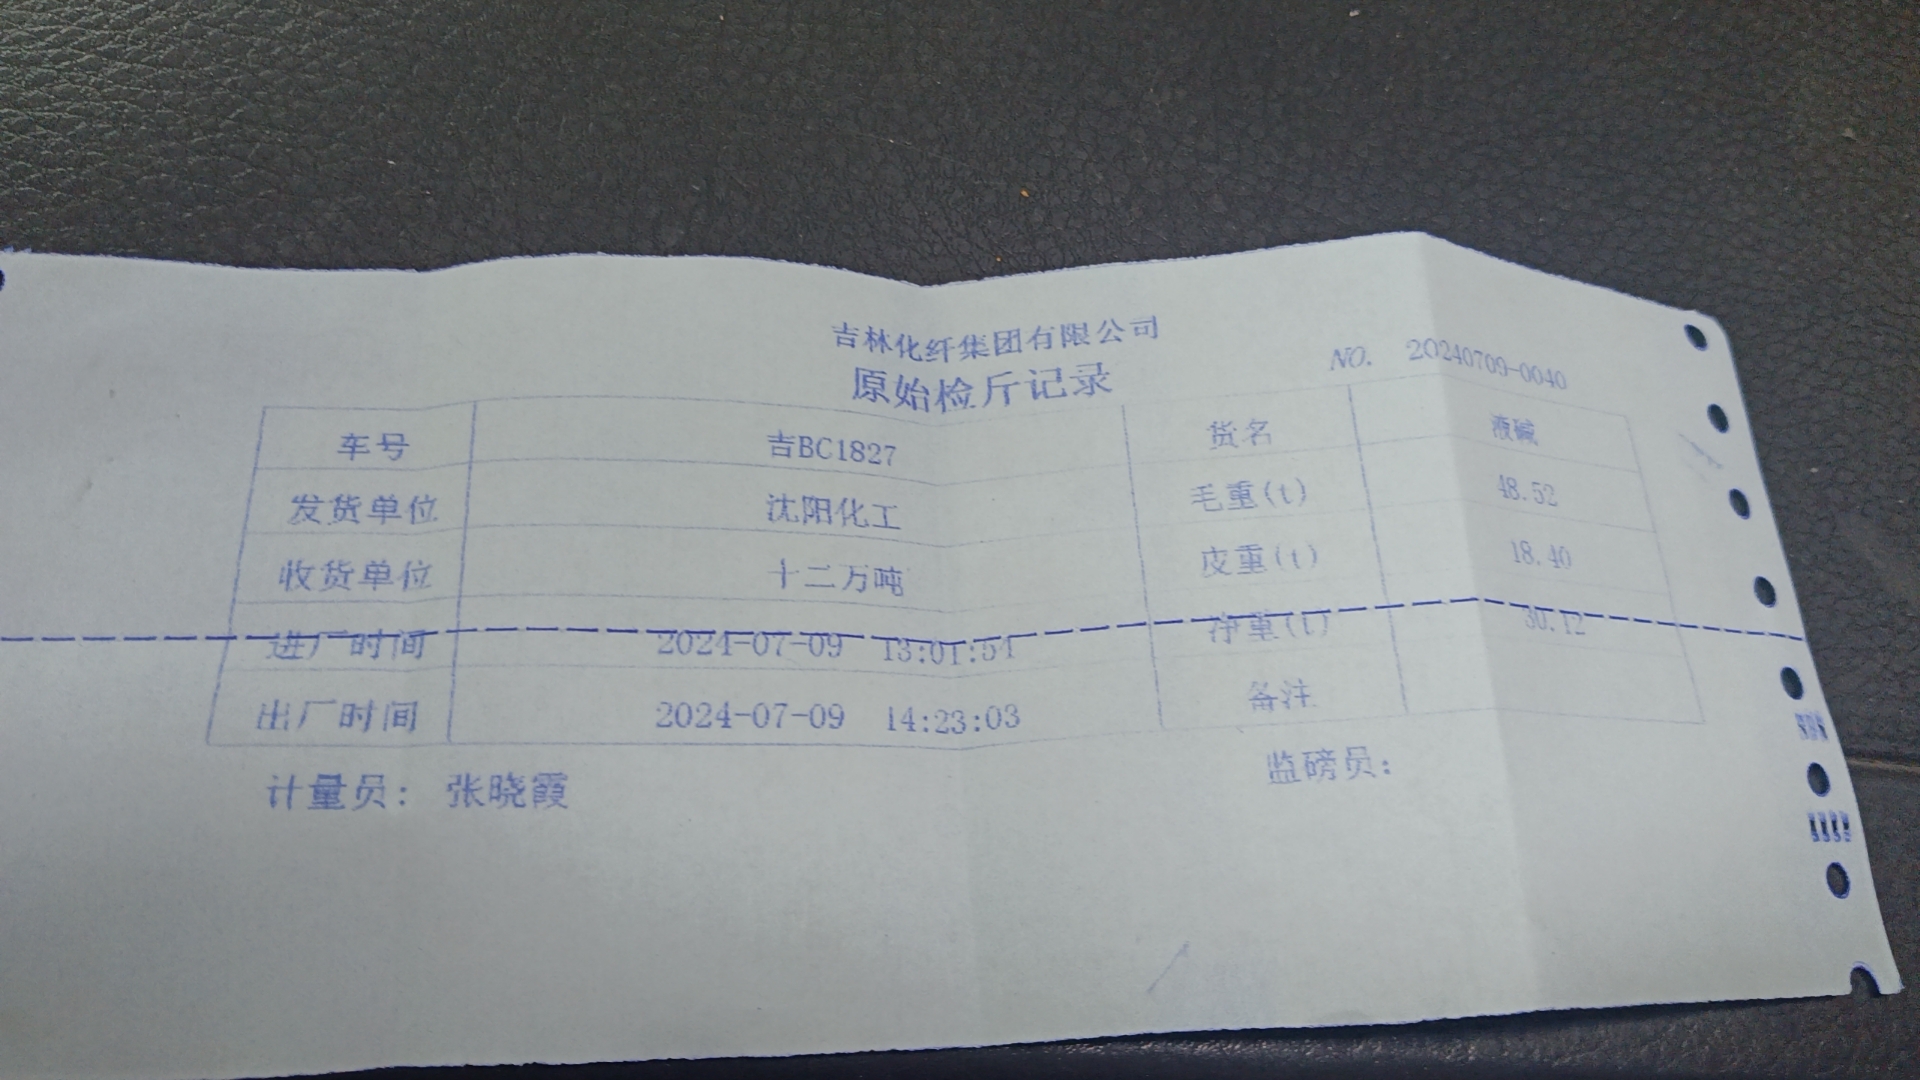 吉林化纤集团有限公司
原始检斤记录
NO. 20240709-0040
车号 吉BC1827 货名 液碱
发货单位 沈阳化工 毛重(t) 48.52
收货单位 十二万吨 皮重(t) 18.40
进厂时间 2024-07-09 13:01:54 净重(t) 30.12
出厂时间 2024-07-09 14:23:03 备注
计量员: 张晓霞 监磅员: